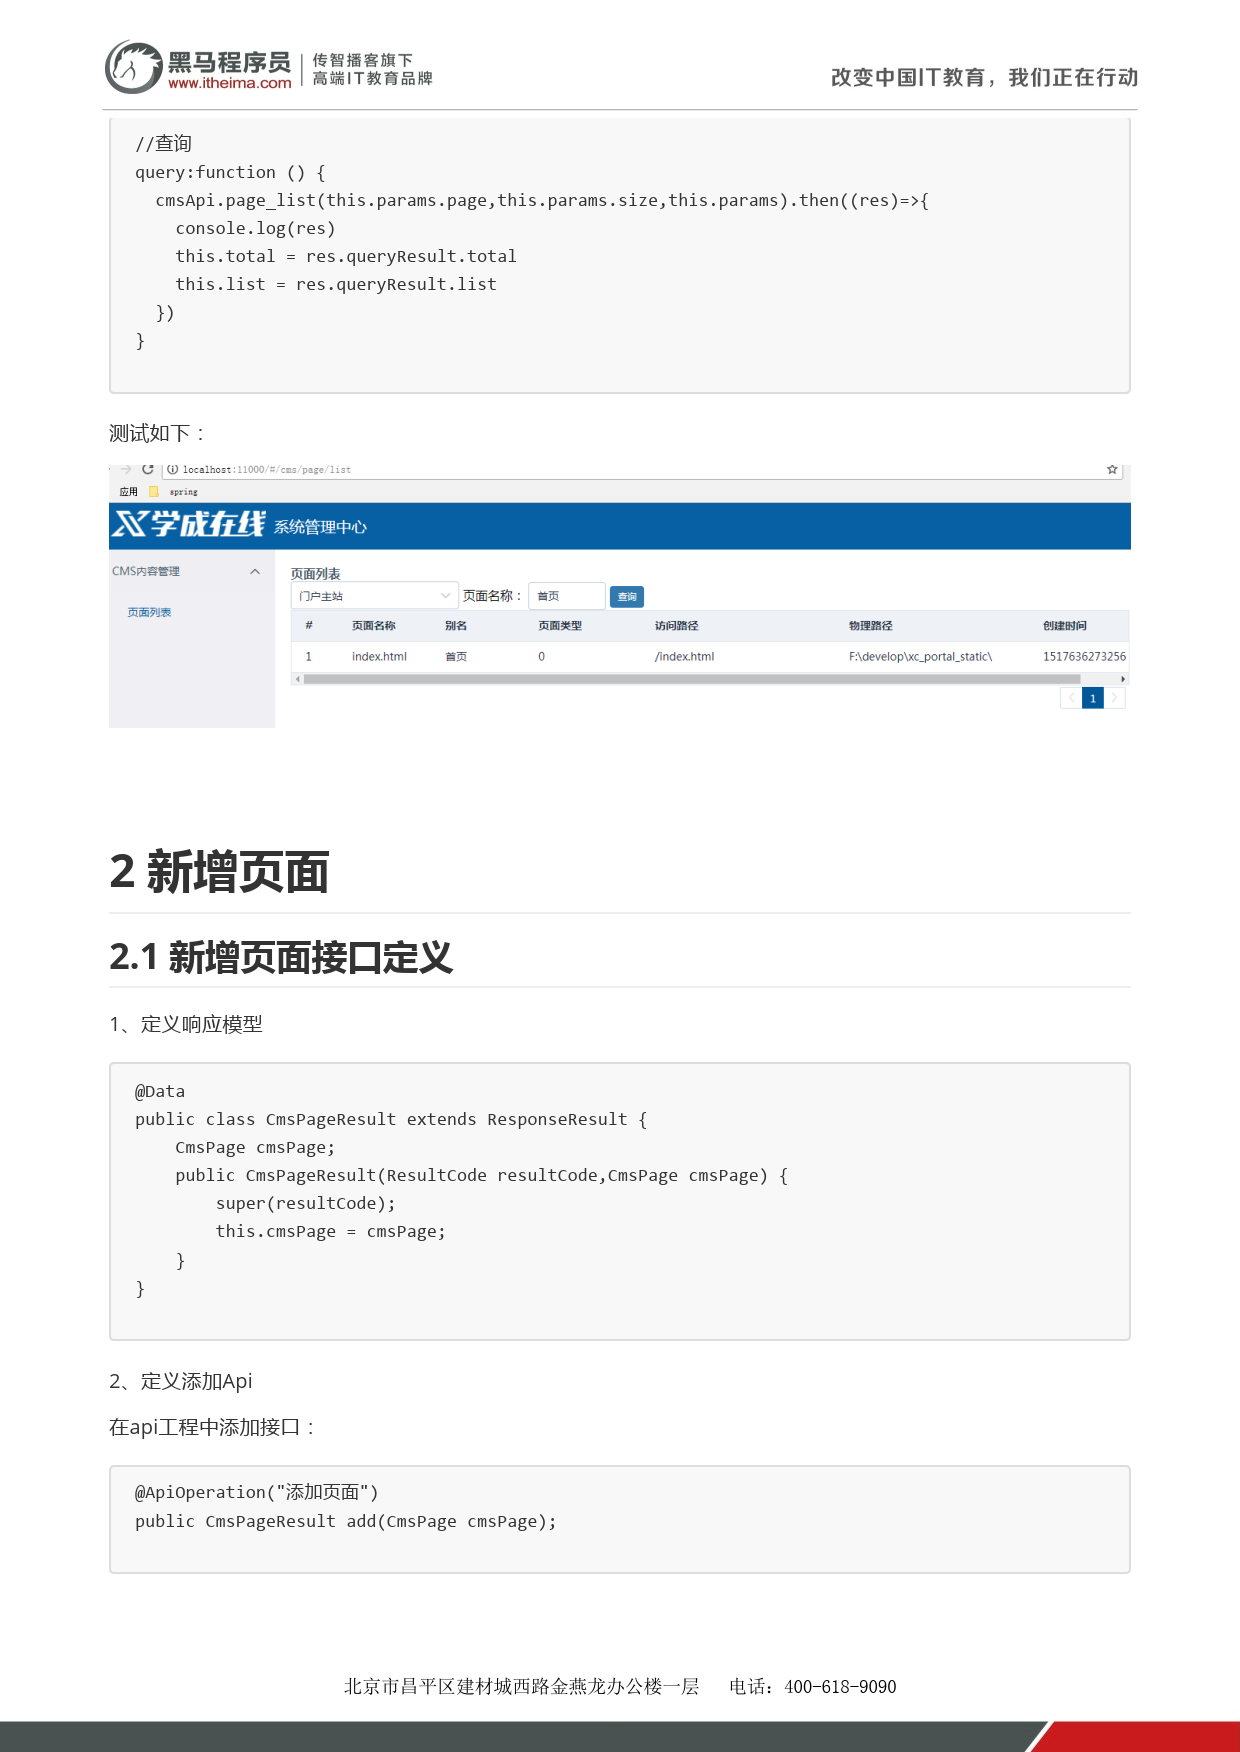 黑马程序员
www.itheima.com
传智播客旗下
高端IT教育品牌
改变中国IT教育，我们正在行动
//查询
query:function () {
  cmsApi.page_list(this.params.page,this.params.size,this.params).then((res)=>{
    console.log(res)
    this.total = res.queryResult.total
    this.list = res.queryResult.list
  })
}
测试如下：
localhost:11000/#/cms/page/list
应用 spring
学成在线 系统管理中心
CMS内容管理
页面列表
页面列表
门户主站 页面名称： 首页 查询
# 页面名称 别名 页面类型 访问路径 物理路径 创建时间
1 index.html 首页 0 /index.html F:\develop\xc_portal_static\ 1517636273256
1
2 新增页面
2.1 新增页面接口定义
1、定义响应模型
@Data
public class CmsPageResult extends ResponseResult {
    CmsPage cmsPage;
    public CmsPageResult(ResultCode resultCode,CmsPage cmsPage) {
        super(resultCode);
        this.cmsPage = cmsPage;
    }
}
2、定义添加Api
在api工程中添加接口：
@ApiOperation("添加页面")
public CmsPageResult add(CmsPage cmsPage);
北京市昌平区建材城西路金燕龙办公楼一层 电话：400-618-9090